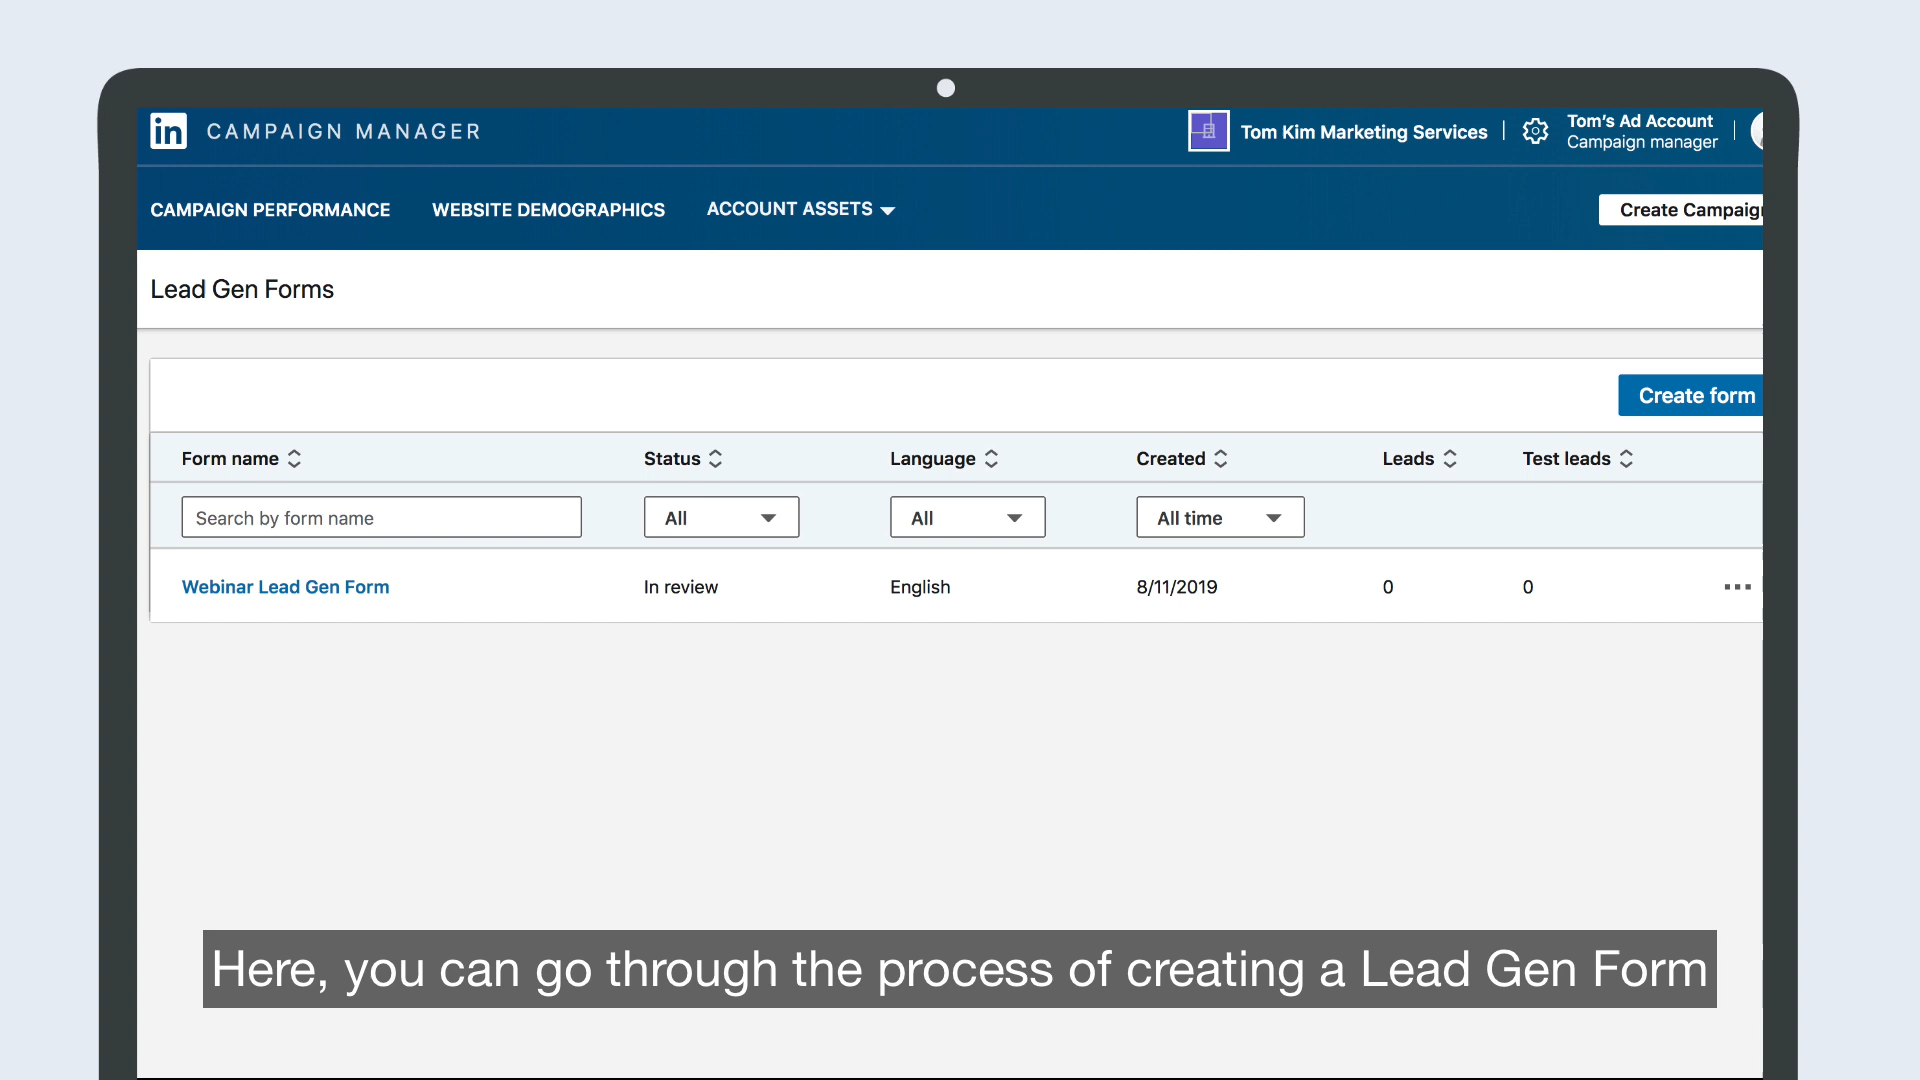 in CAMPAIGN MANAGER
Tom Kim Marketing Services
Tom's Ad Account
Campaign manager
CAMPAIGN PERFORMANCE WEBSITE DEMOGRAPHICS ACCOUNT ASSETS
Create Campaign
Lead Gen Forms
Create form
Form name Status Language Created Leads Test leads
Search by form name All All All time
Webinar Lead Gen Form In review English 8/11/2019 0 0
Here, you can go through the process of creating a Lead Gen Form